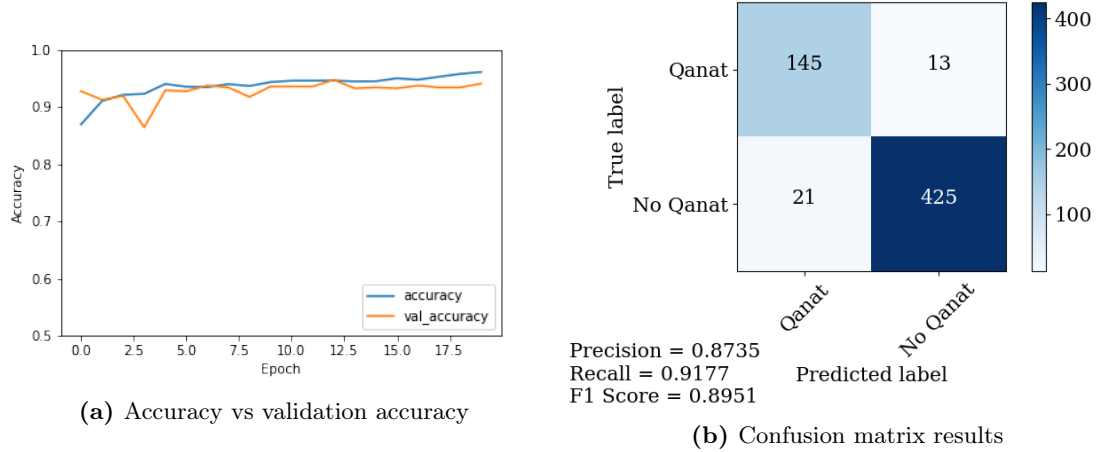 1.0
0.9
0.8
0.7
0.6
0.5
Accuracy
0.0 2.5 5.0 7.5 10.0 12.5 15.0 17.5
Epoch
accuracy
val_accuracy
(a) Accuracy vs validation accuracy
True label
Qanat
No Qanat
145 13
21 425
Qanat No Qanat
Predicted label
400
300
200
100
Precision = 0.8735
Recall = 0.9177
F1 Score = 0.8951
(b) Confusion matrix results